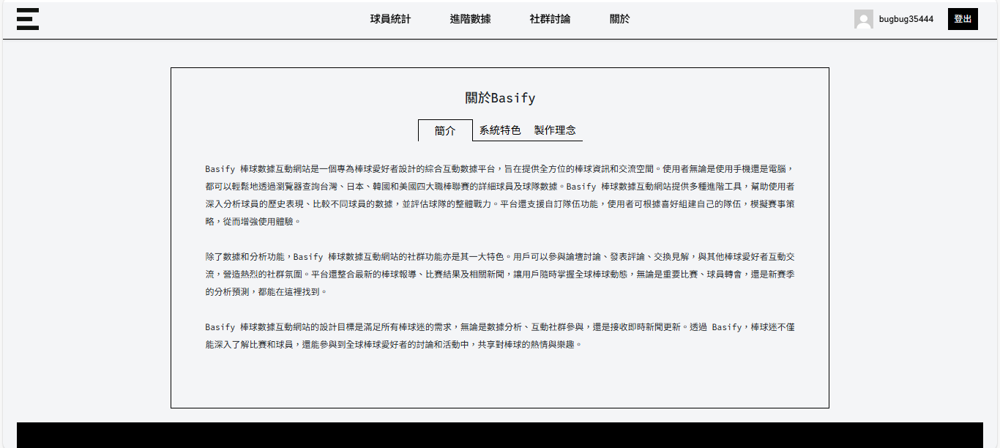 球員統計 進階數據 社群討論 關於 bugbug35444 登出
關於Basify
簡介 系統特色 製作理念
Basify 棒球數據互動網站是一個專為棒球愛好者設計的綜合互動數據平台，旨在提供全方位的棒球資訊和交流空間。使用者無論是使用手機還是電腦，
都可以輕鬆地透過瀏覽器查詢台灣、日本、韓國和美國四大職棒聯賽的詳細球員及球隊數據。Basify 棒球數據互動網站提供多種進階工具，幫助使用者
深入分析球員的歷史表現、比較不同球員的數據，並評估球隊的整體戰力。平台還支援自訂隊伍功能，使用者可根據喜好組建自己的隊伍，模擬賽事策
略，從而增強使用體驗。
除了數據和分析功能，Basify 棒球數據互動網站的社群功能亦是其一大特色。用戶可以參與論壇討論、發表評論、交換見解，與其他棒球愛好者互動交
流，營造熱烈的社群氛圍。平台還整合最新的棒球報導、比賽結果及相關新聞，讓用戶隨時掌握全球棒球動態，無論是重要比賽、球員轉會，還是新賽季
的分析預測，都能在這裡找到。
Basify 棒球數據互動網站的設計目標是滿足所有棒球迷的需求，無論是數據分析、互動社群參與，還是接收即時新聞更新。透過 Basify，棒球迷不僅
能深入了解比賽和球員，還能參與到全球棒球愛好者的討論和活動中，共享對棒球的熱情與樂趣。